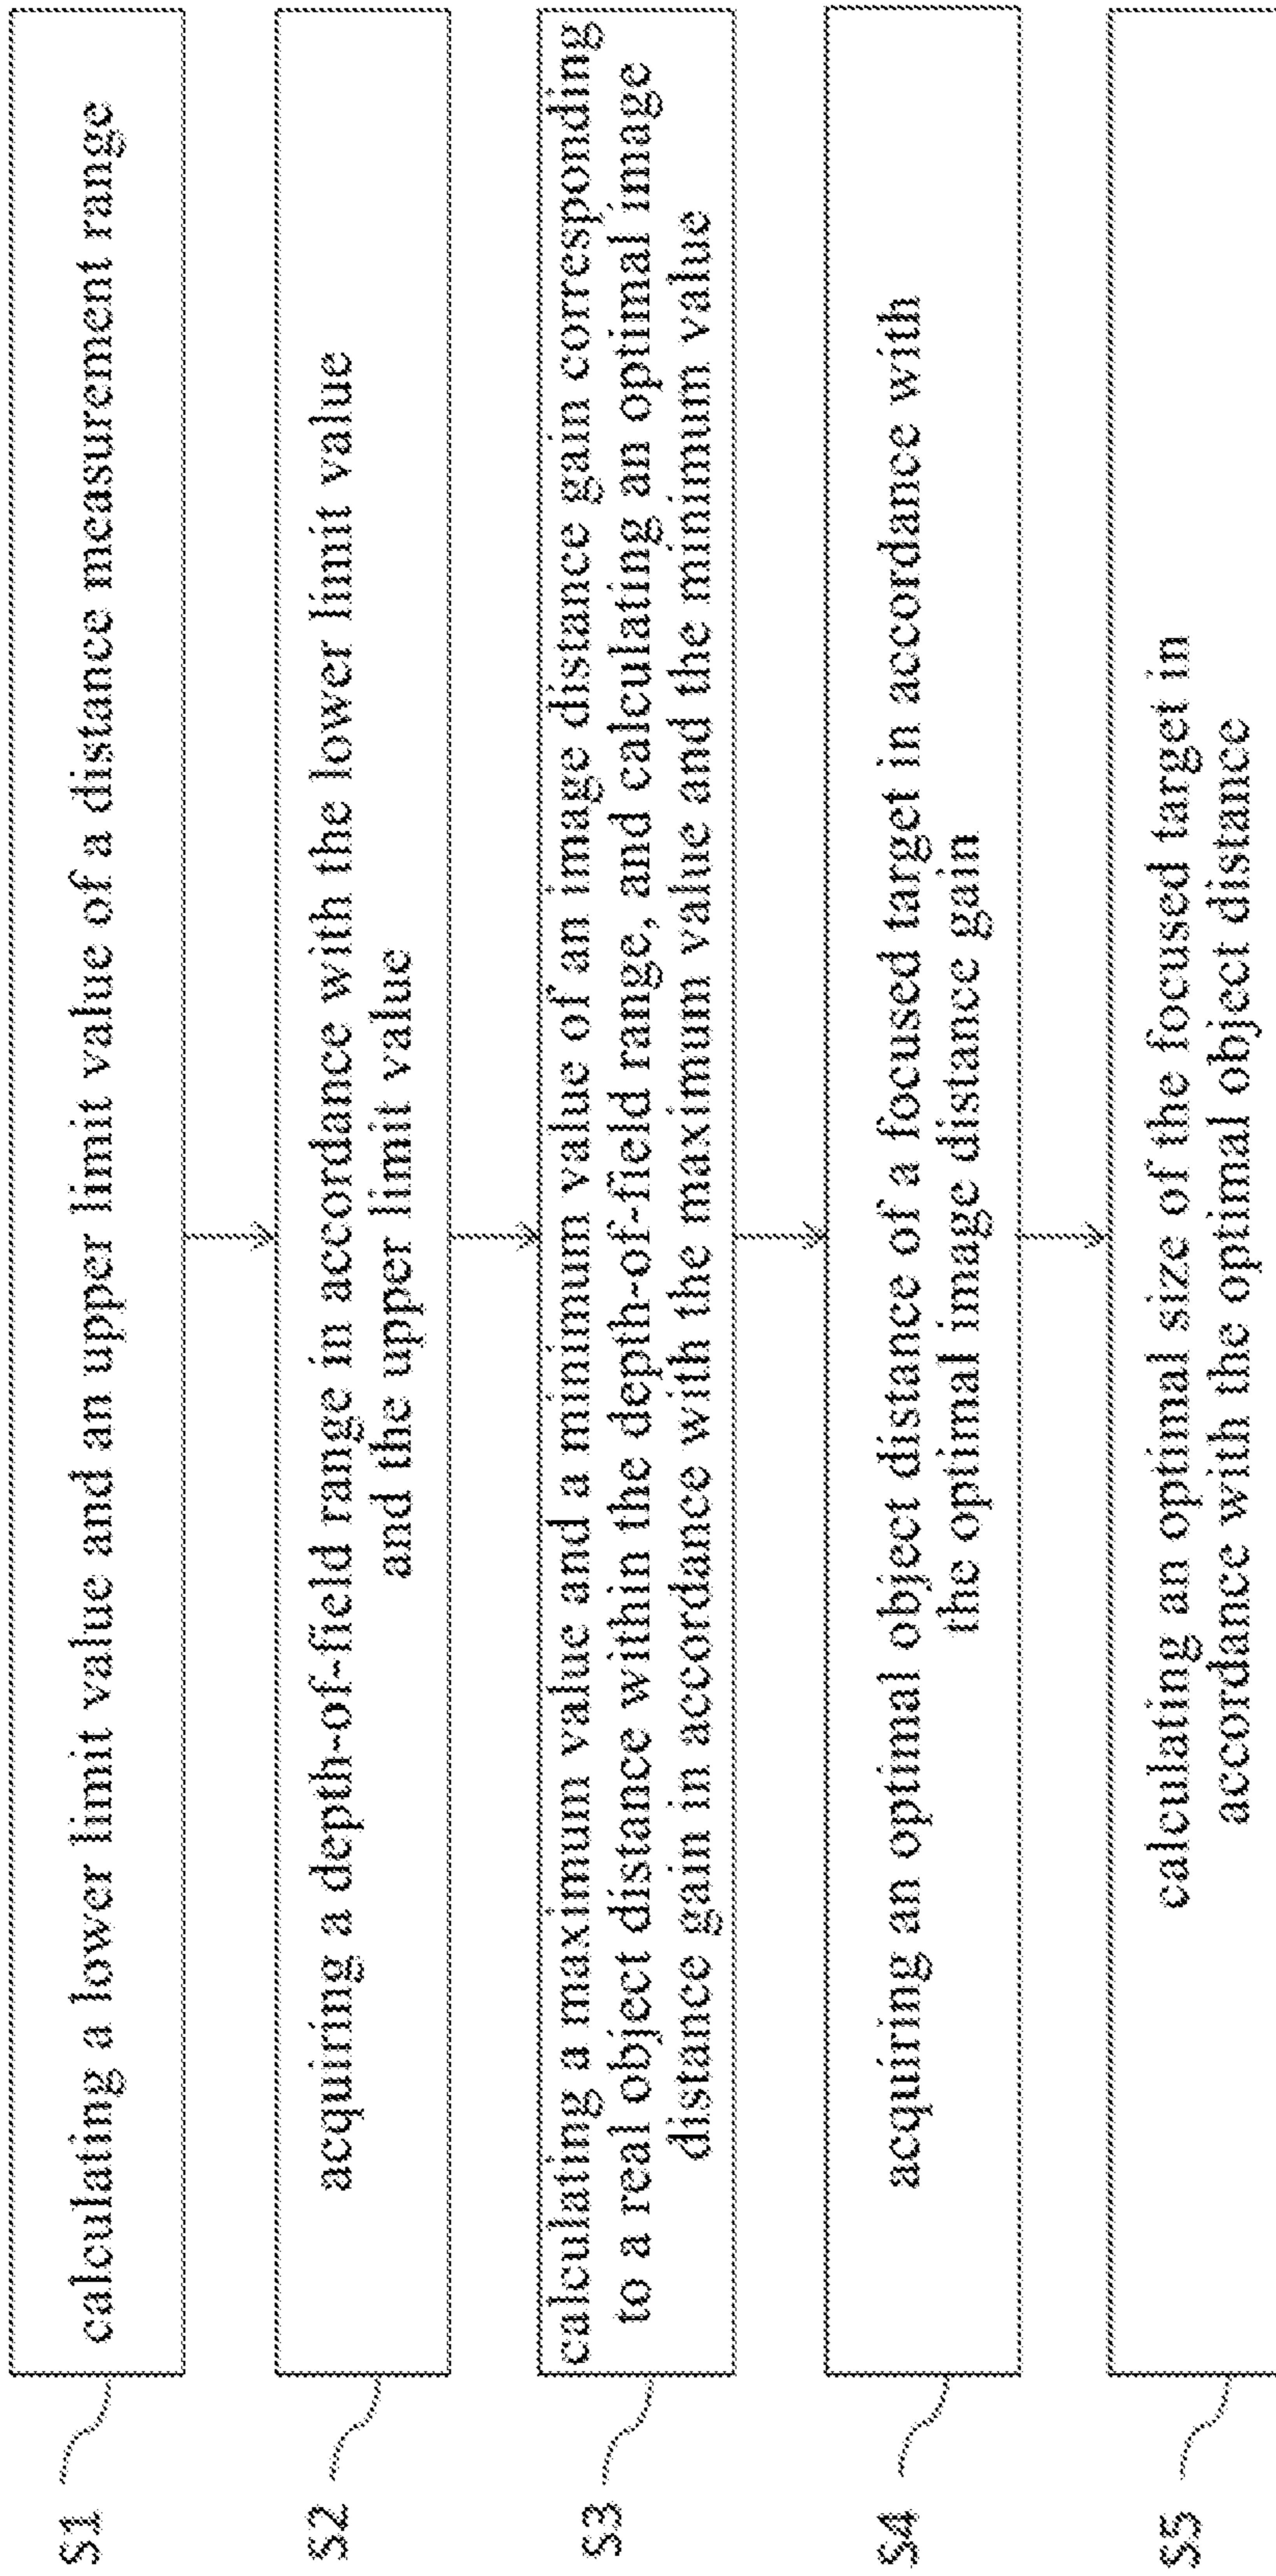 S1
calculating a lower limit value and an upper limit value of a distance measurement range
S2
acquiring a depth-of-field range in accordance with the lower limit value
and the upper limit value
S3
calculating a maximum value and a minimum value of an image distance gain corresponding
to a real object distance within the depth-of-field range, and calculating an optimal image
distance gain in accordance with the maximum value and the minimum value
S4
acquiring an optimal object distance of a focused target in accordance with
the optimal image distance gain
S5
calculating an optimal size of the focused target in
accordance with the optimal object distance